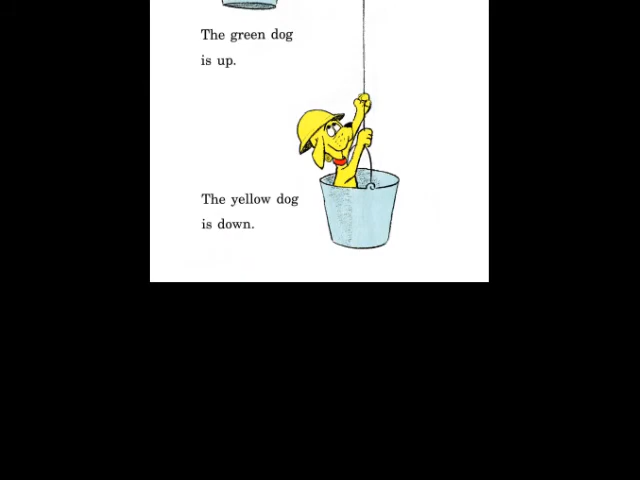 The green dog
is up.
The yellow dog
is down.